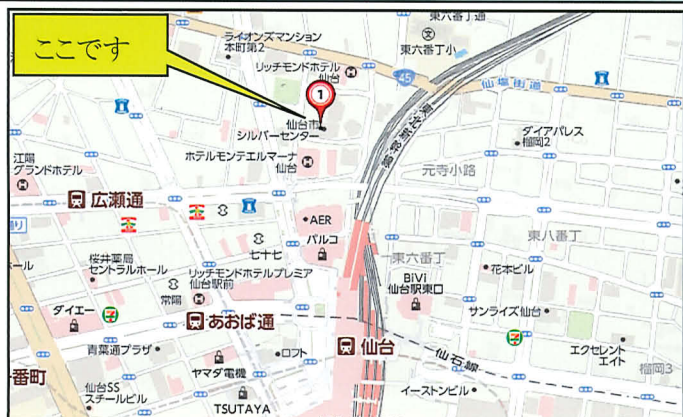 ここです
ライオンズマンション
本町第2
リッチモンドホテル
仙台
東六番丁通
東六番丁小
45
仙塩街道
1
仙台市
シルバーセンター
東北新幹線
ダイアパレス
榴岡2
江陽
グランドホテル
ホテルモンテエルマーナ
仙台
元寺小路
広瀬通
AER
パルコ
東六番丁
東八番丁
七十七
桜井薬局
セントラルホール
リッチモンドホテルプレミア
仙台駅前
常陽
BiVi
仙台駅東口
花本ビル
ダイエー
あおば通
サンライズ仙台
青葉通プラザ
ロフト
仙台
仙石線
エクセレント
エイト
榴岡3
一番町
ヤマダ電機
仙台SS
スチールビル
TSUTAYA
イーストンビル